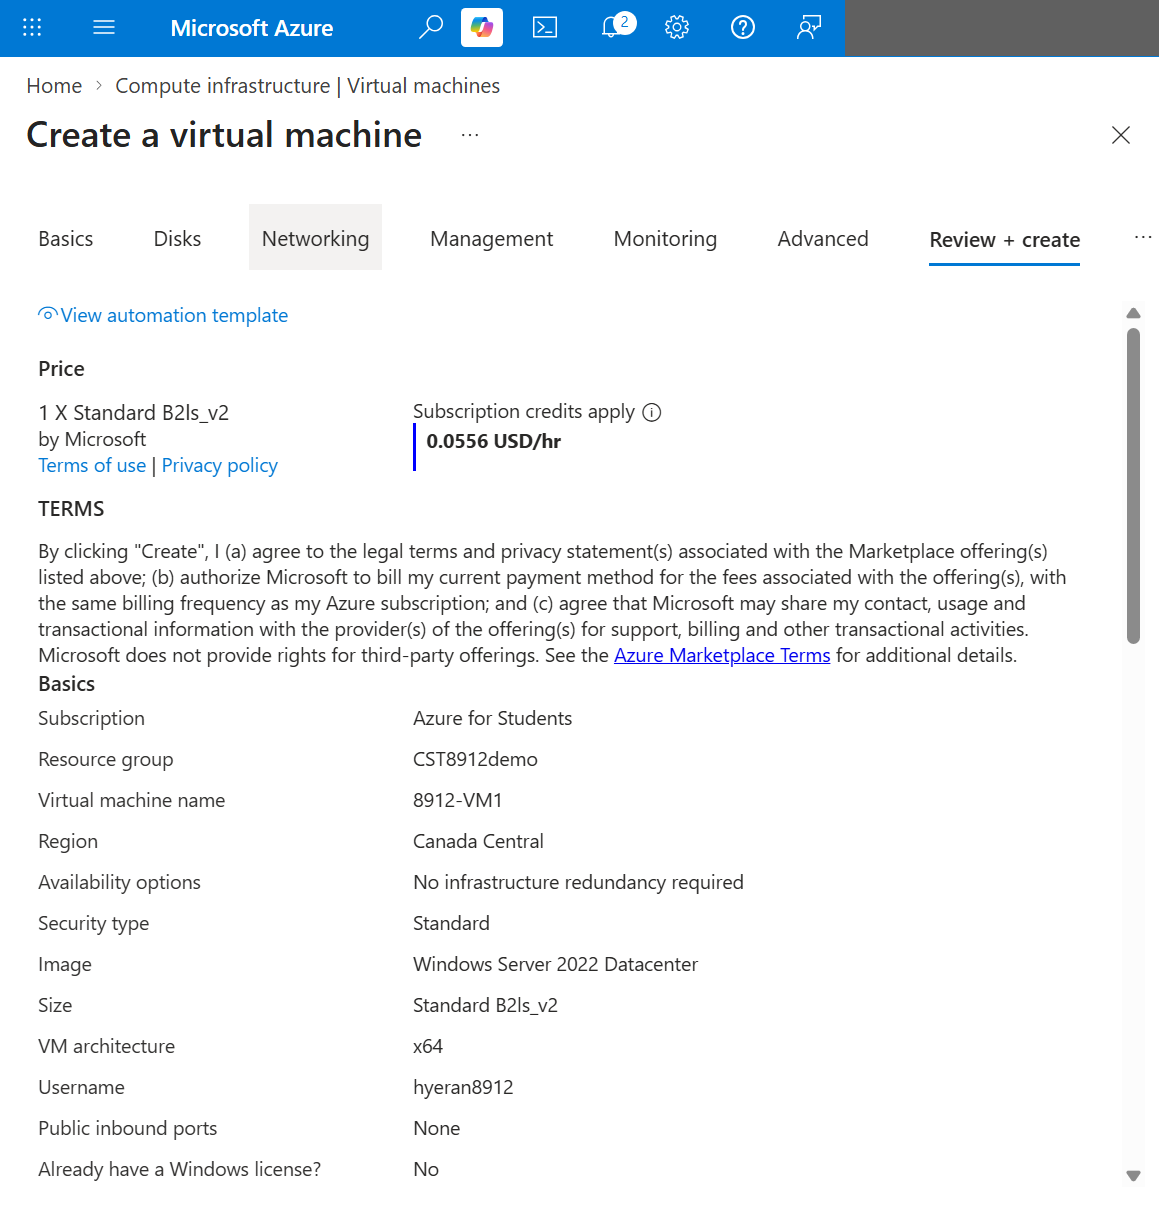 Microsoft Azure
2
Home > Compute infrastructure | Virtual machines
Create a virtual machine ...
Basics Disks Networking Management Monitoring Advanced Review + create ...
View automation template
Price
1 X Standard B2ls_v2
by Microsoft
Terms of use | Privacy policy
Subscription credits apply
0.0556 USD/hr
TERMS
By clicking "Create", I (a) agree to the legal terms and privacy statement(s) associated with the Marketplace offering(s)
listed above; (b) authorize Microsoft to bill my current payment method for the fees associated with the offering(s), with
the same billing frequency as my Azure subscription; and (c) agree that Microsoft may share my contact, usage and
transactional information with the provider(s) of the offering(s) for support, billing and other transactional activities.
Microsoft does not provide rights for third-party offerings. See the Azure Marketplace Terms for additional details.
Basics
Subscription Azure for Students
Resource group CST8912demo
Virtual machine name 8912-VM1
Region Canada Central
Availability options No infrastructure redundancy required
Security type Standard
Image Windows Server 2022 Datacenter
Size Standard B2ls_v2
VM architecture x64
Username hyeran8912
Public inbound ports None
Already have a Windows license? No